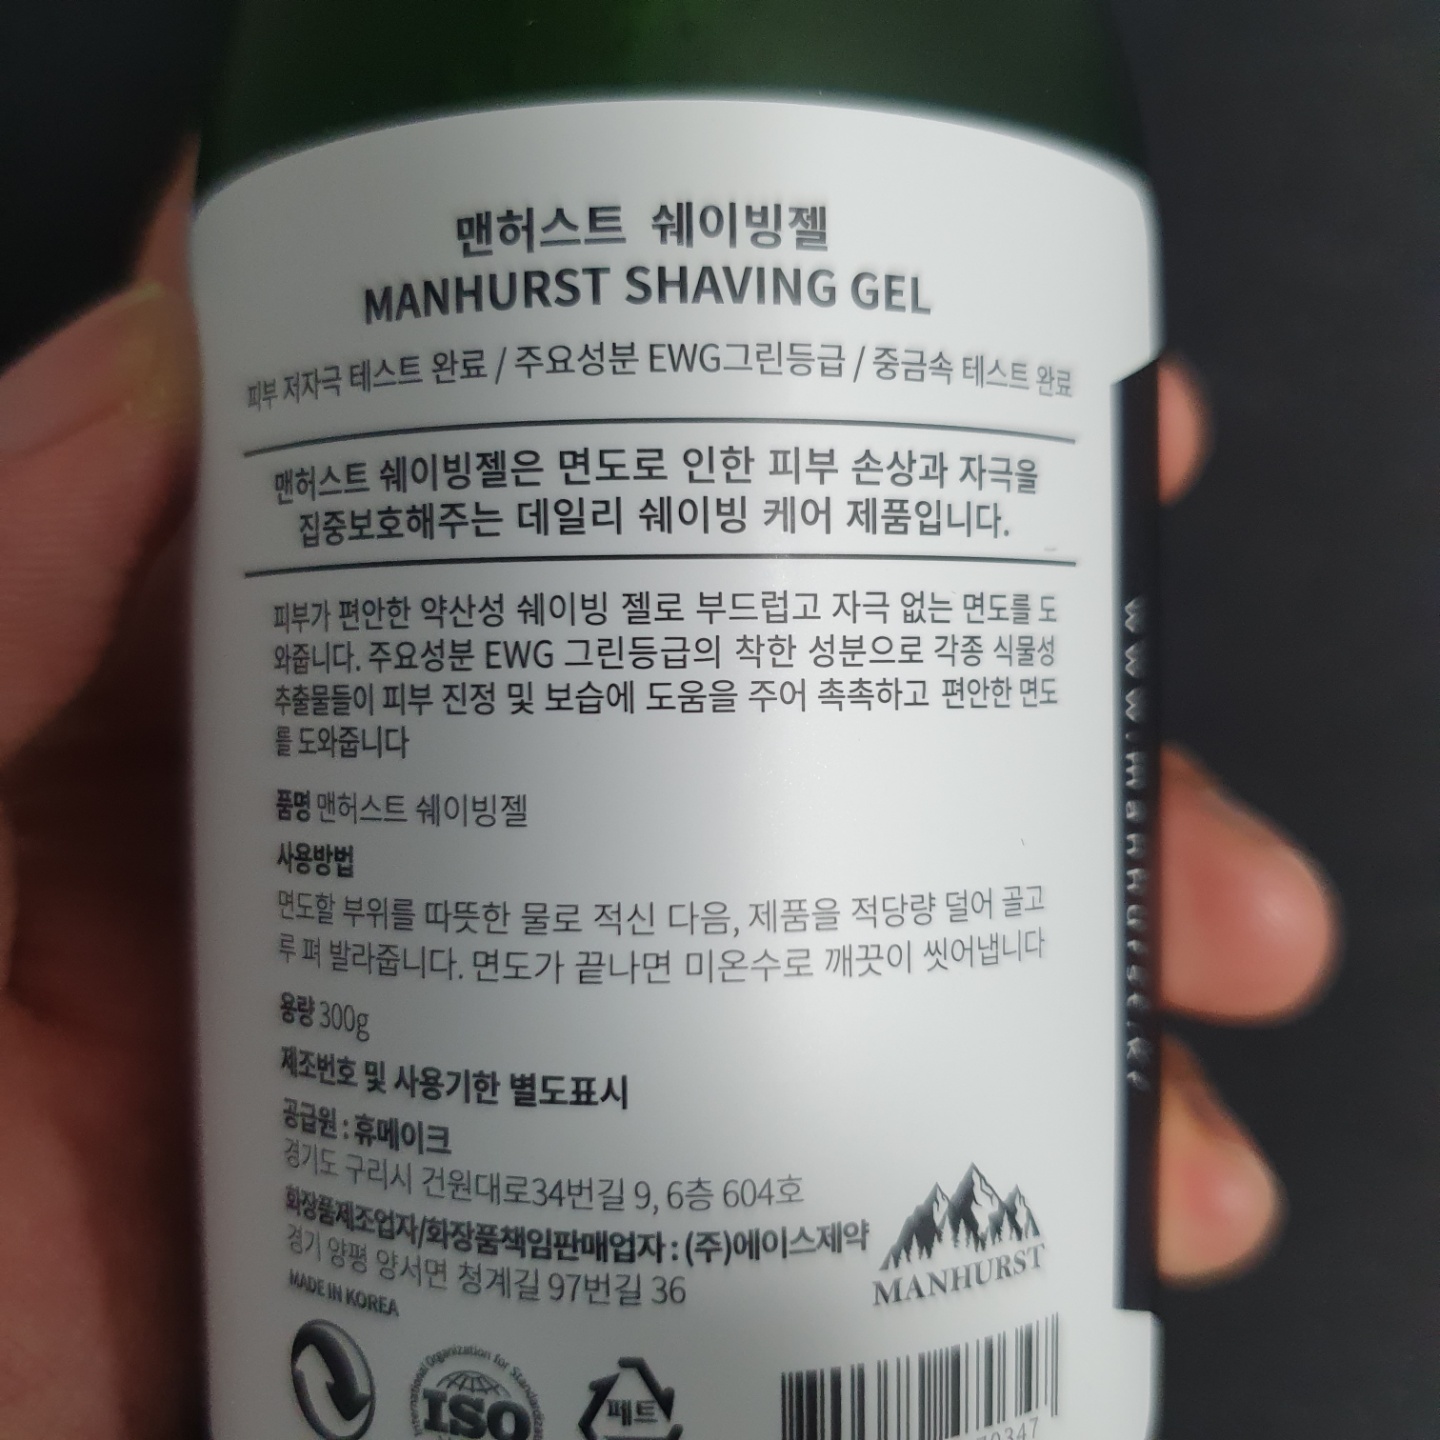 맨허스트 쉐이빙젤
MANHURST SHAVING GEL
피부 저자극 테스트 완료 / 주요성분 EWG그린등급 / 중금속 테스트 완료
맨허스트 쉐이빙젤은 면도로 인한 피부 손상과 자극을
집중보호해주는 데일리 쉐이빙 케어 제품입니다.
피부가 편안한 약산성 쉐이빙 젤로 부드럽고 자극 없는 면도를 도
와줍니다. 주요성분 EWG 그린등급의 착한 성분으로 각종 식물성
추출물들이 피부 진정 및 보습에 도움을 주어 촉촉하고 편안한 면도
를 도와줍니다
품명 맨허스트 쉐이빙젤
사용방법
면도할 부위를 따뜻한 물로 적신 다음, 제품을 적당량 덜어 골고
루 펴 발라줍니다. 면도가 끝나면 미온수로 깨끗이 씻어냅니다
용량 300g
제조번호 및 사용기한 별도표시
공급원 : 휴메이크
경기도 구리시 건원대로34번길 9, 6층 604호
화장품제조업자/화장품책임판매업자 : (주)에이스제약
경기 양평 양서면 청계길 97번길 36
MADE IN KOREA
MANHURST
International Organization for
ISO
페트